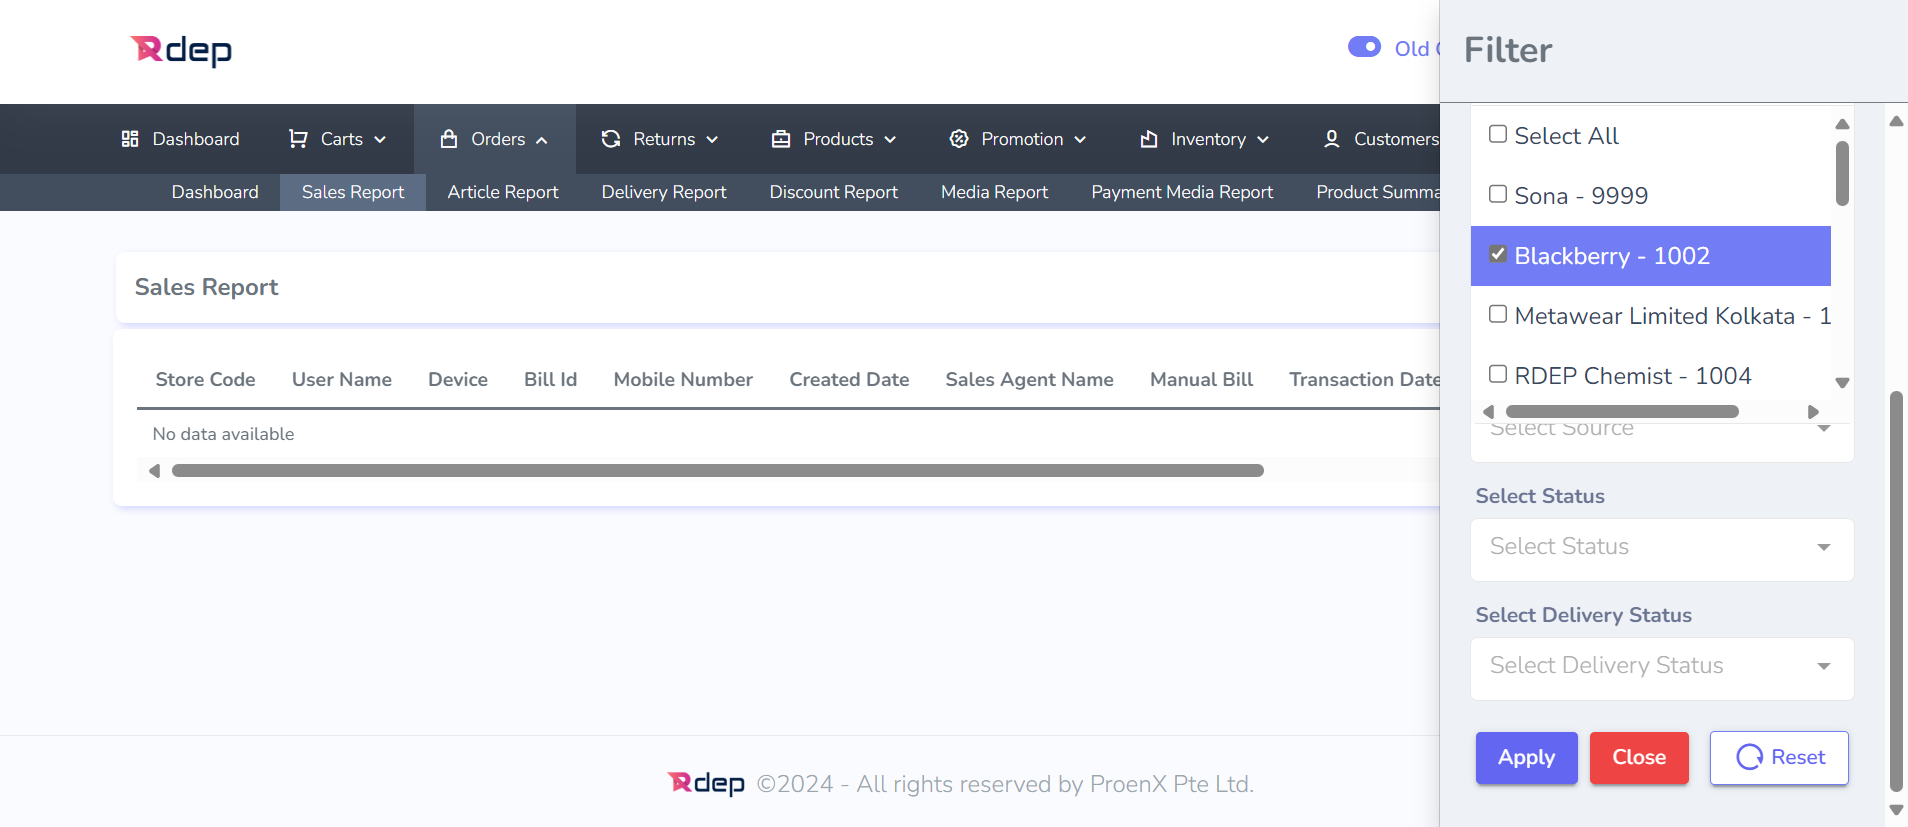 Rdep
Old
Filter
Dashboard
Carts
Orders
Returns
Products
Promotion
Inventory
Customers
Dashboard
Sales Report
Article Report
Delivery Report
Discount Report
Media Report
Payment Media Report
Product Summa
Sales Report
Store Code
User Name
Device
Bill Id
Mobile Number
Created Date
Sales Agent Name
Manual Bill
Transaction Date
No data available
Select All
Sona - 9999
Blackberry - 1002
Metawear Limited Kolkata - 1
RDEP Chemist - 1004
Select Source
Select Status
Select Status
Select Delivery Status
Select Delivery Status
Apply
Close
Reset
Rdep ©2024 - All rights reserved by ProenX Pte Ltd.